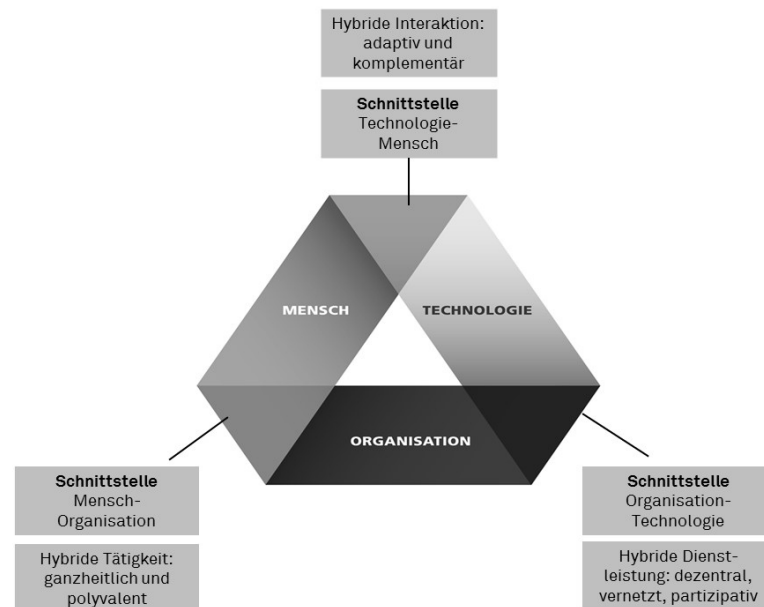 Hybride Interaktion:
adaptiv und
komplementär
Schnittstelle
Technologie-
Mensch
MENSCH
TECHNOLOGIE
ORGANISATION
Schnittstelle
Mensch-
Organisation
Hybride Tätigkeit:
ganzheitlich und
polyvalent
Schnittstelle
Organisation-
Technologie
Hybride Dienst-
leistung: dezentral,
vernetzt, partizipativ